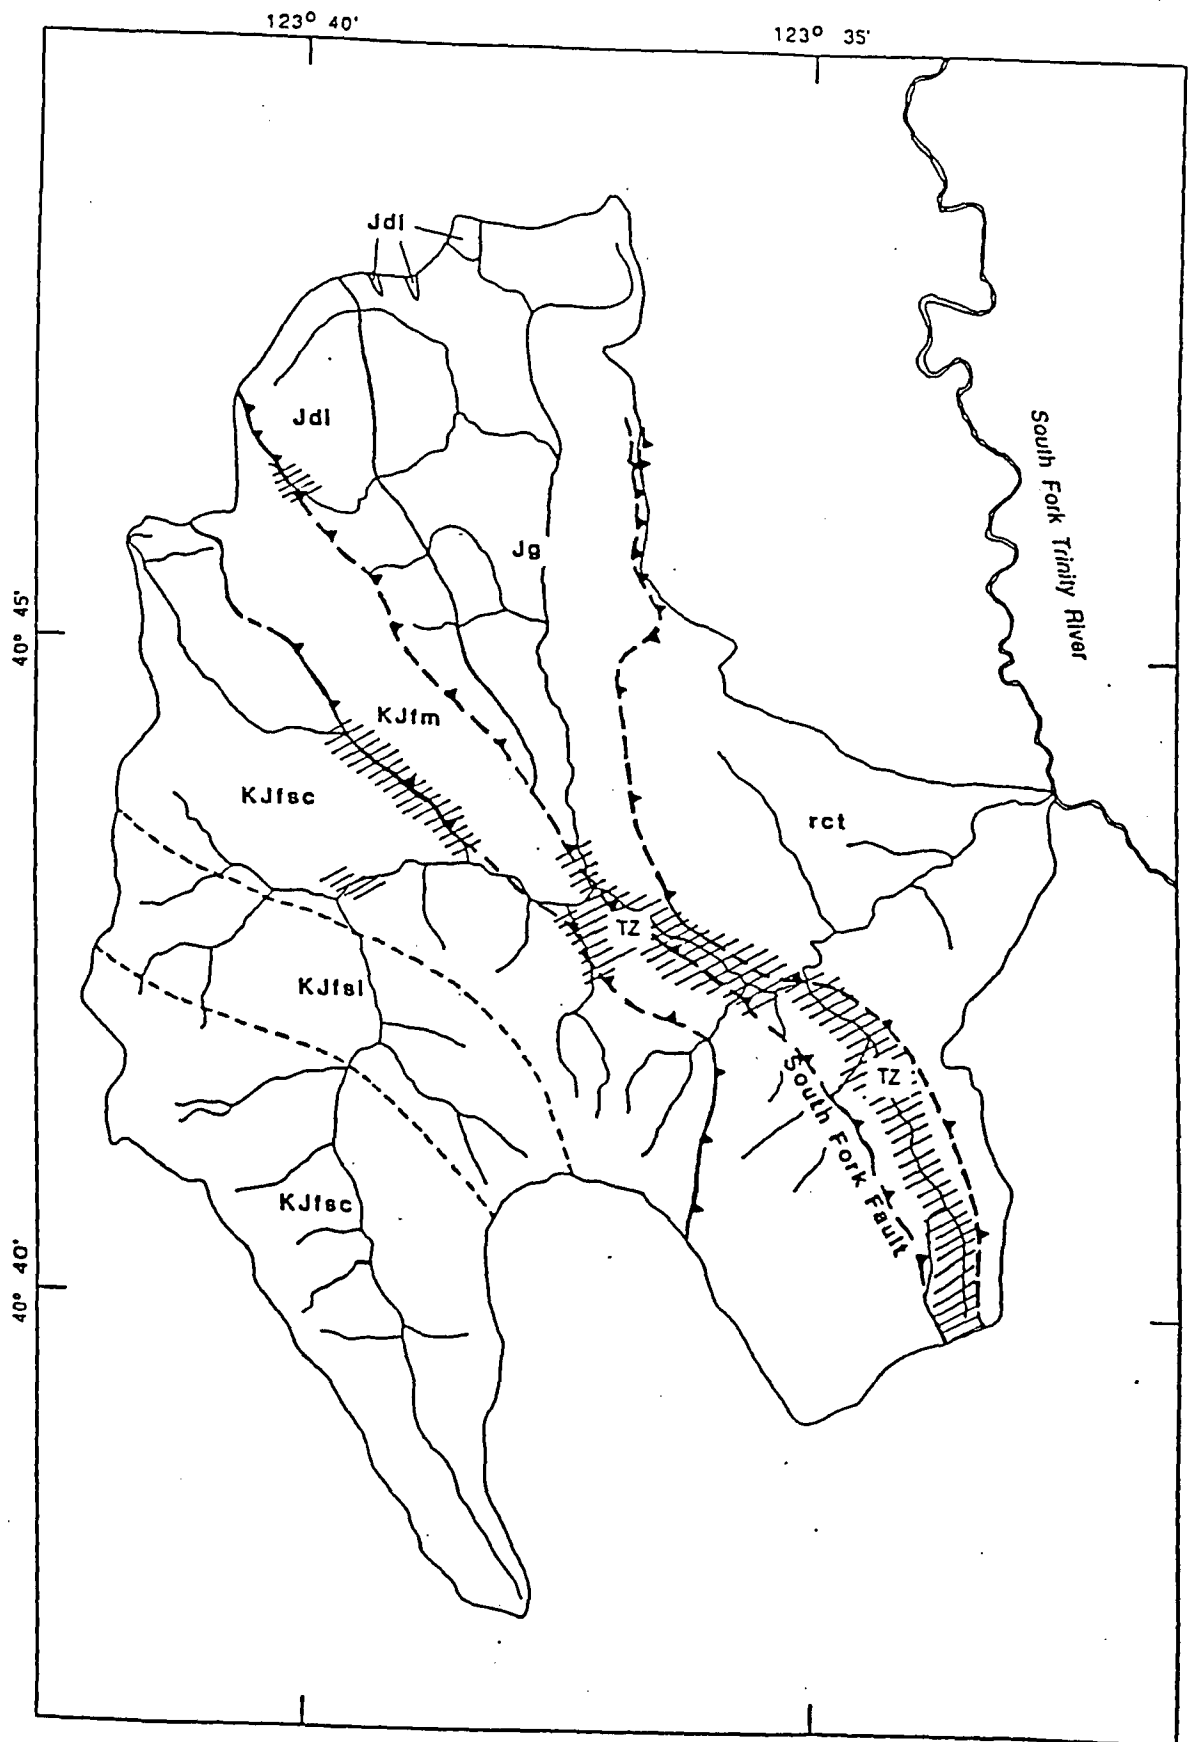 123° 40'
123° 35'
Jdl
Jdl
South Fork Trinity River
Jg
40° 45'
KJfm
KJfsc
rct
TZ
KJfsl
TZ
South Fork Fault
KJfsc
40° 40'